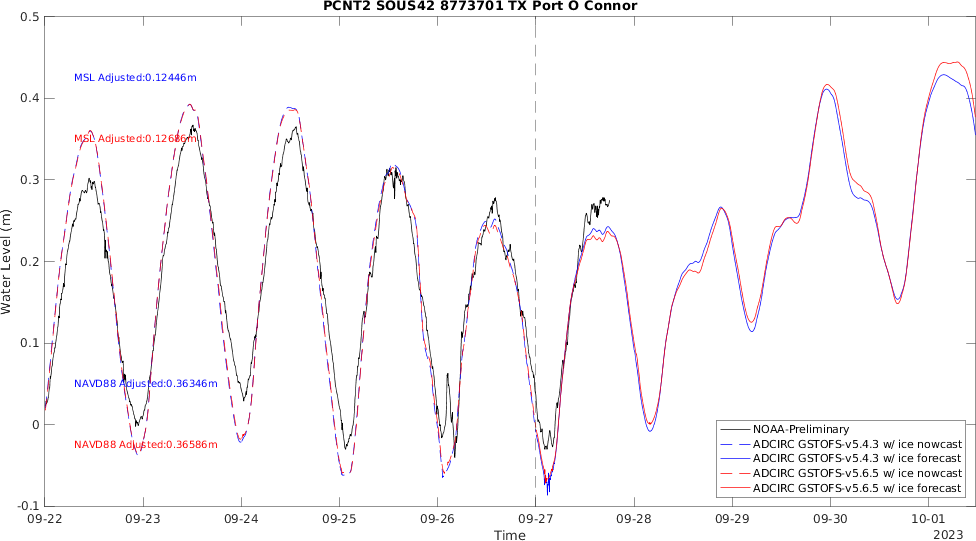 PCNT2 SOUS42 8773701 TX Port O Connor
0.5
0.4
0.3
0.2
0.1
0
-0.1
Water Level (m)
MSL Adjusted:0.12446m
MSL Adjusted:0.12686m
NAVD88 Adjusted:0.36346m
NAVD88 Adjusted:0.36586m
NOAA-Preliminary
ADCIRC GSTOFS-v5.4.3 w/ ice nowcast
ADCIRC GSTOFS-v5.4.3 w/ ice forecast
ADCIRC GSTOFS-v5.6.5 w/ ice nowcast
ADCIRC GSTOFS-v5.6.5 w/ ice forecast
09-22 09-23 09-24 09-25 09-26 09-27 09-28 09-29 09-30 10-01
Time
2023